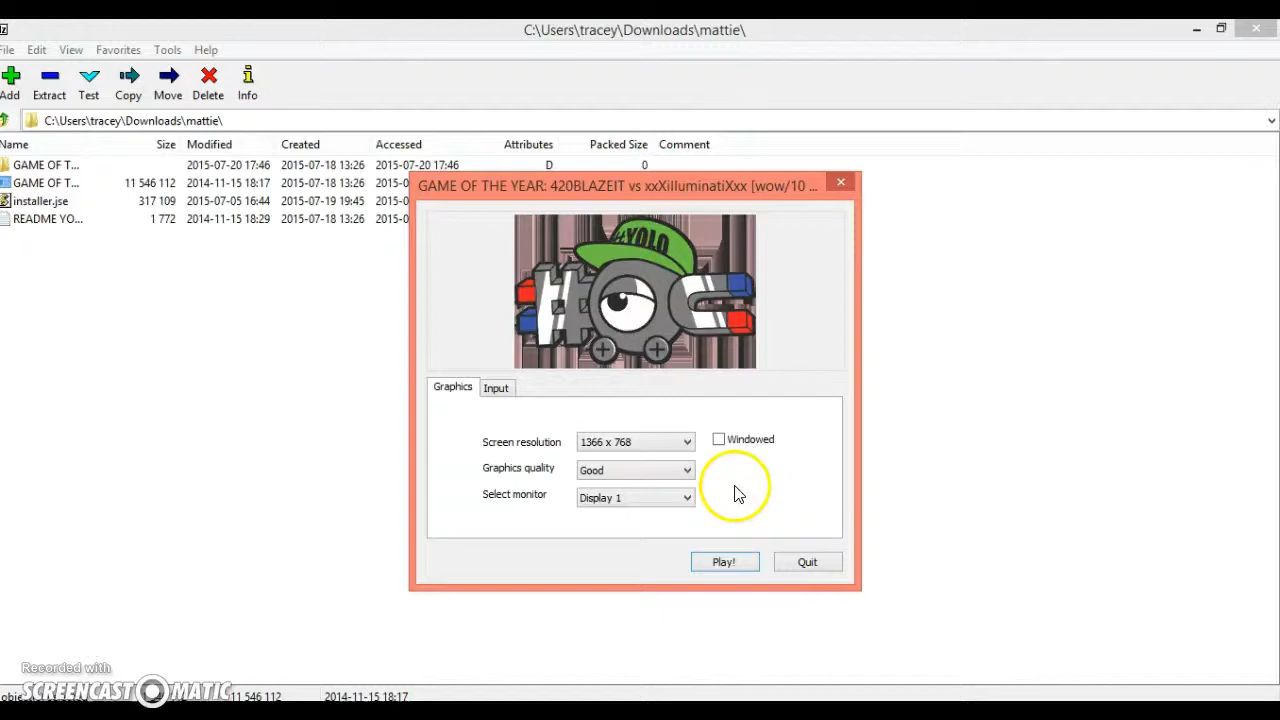 C:\Users\tracey\Downloads\mattie\
File Edit View Favorites Tools Help
Add Extract Test Copy Move Delete Info
C:\Users\tracey\Downloads\mattie\
Name Size Modified Created Accessed Attributes Packed Size Comment
GAME OF T... 2015-07-20 17:46 2015-07-18 13:26 2015-07-20 17:46 D 0
GAME OF T... 11 546 112 2014-11-15 18:17 2015-07-18 13:26 2015-0
installer.jse 317 109 2015-07-05 16:44 2015-07-19 19:45 2015-0
README YO... 1 772 2014-11-15 18:29 2015-07-18 13:26 2015-0
GAME OF THE YEAR: 420BLAZEIT vs xxXilluminatiXxx [wow/10 ...
#YOLO
Graphics Input
Screen resolution 1366 x 768 Windowed
Graphics quality Good
Select monitor Display 1
Play! Quit
Recorded with
SCREENCAST MATIC
11 546 112 2014-11-15 18:17